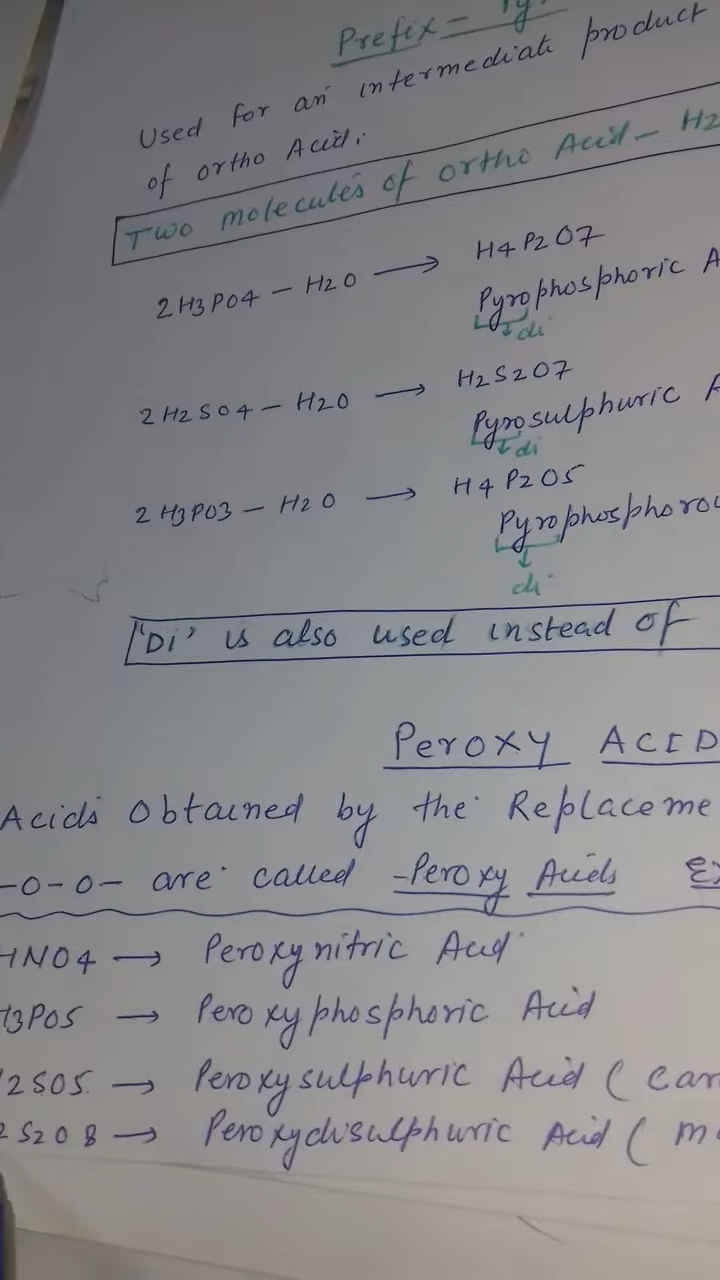 Prefix =
Used for an intermediate product
of ortho Acid.
Two molecules of ortho Acid - H2
2H3PO4 - H2O → H4P2O7
Pyrophosphoric A
di
2H2SO4 - H2O → H2S2O7
Pyrosulphuric A
di
2H3PO3 - H2O → H4P2O5
Pyrophosphorou
di
'Di' is also used instead of
Peroxy ACID
Acids Obtained by the Replaceme
-O-O- are called -Peroxy Acids Ex
HNO4 → Peroxynitric Acid
H3PO5 → Peroxyphosphoric Acid
2SO5 → Peroxysulphuric Acid ( Car
2S2O8 → Peroxydisulphuric Acid ( m